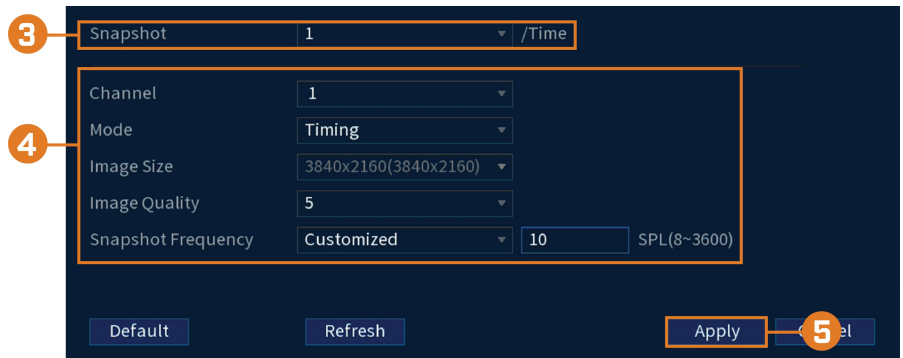 3 Snapshot 1 /Time
Channel 1
4 Mode Timing
Image Size 3840x2160(3840x2160)
Image Quality 5
Snapshot Frequency Customized 10 SPL(8~3600)
Default Refresh Apply 5 el